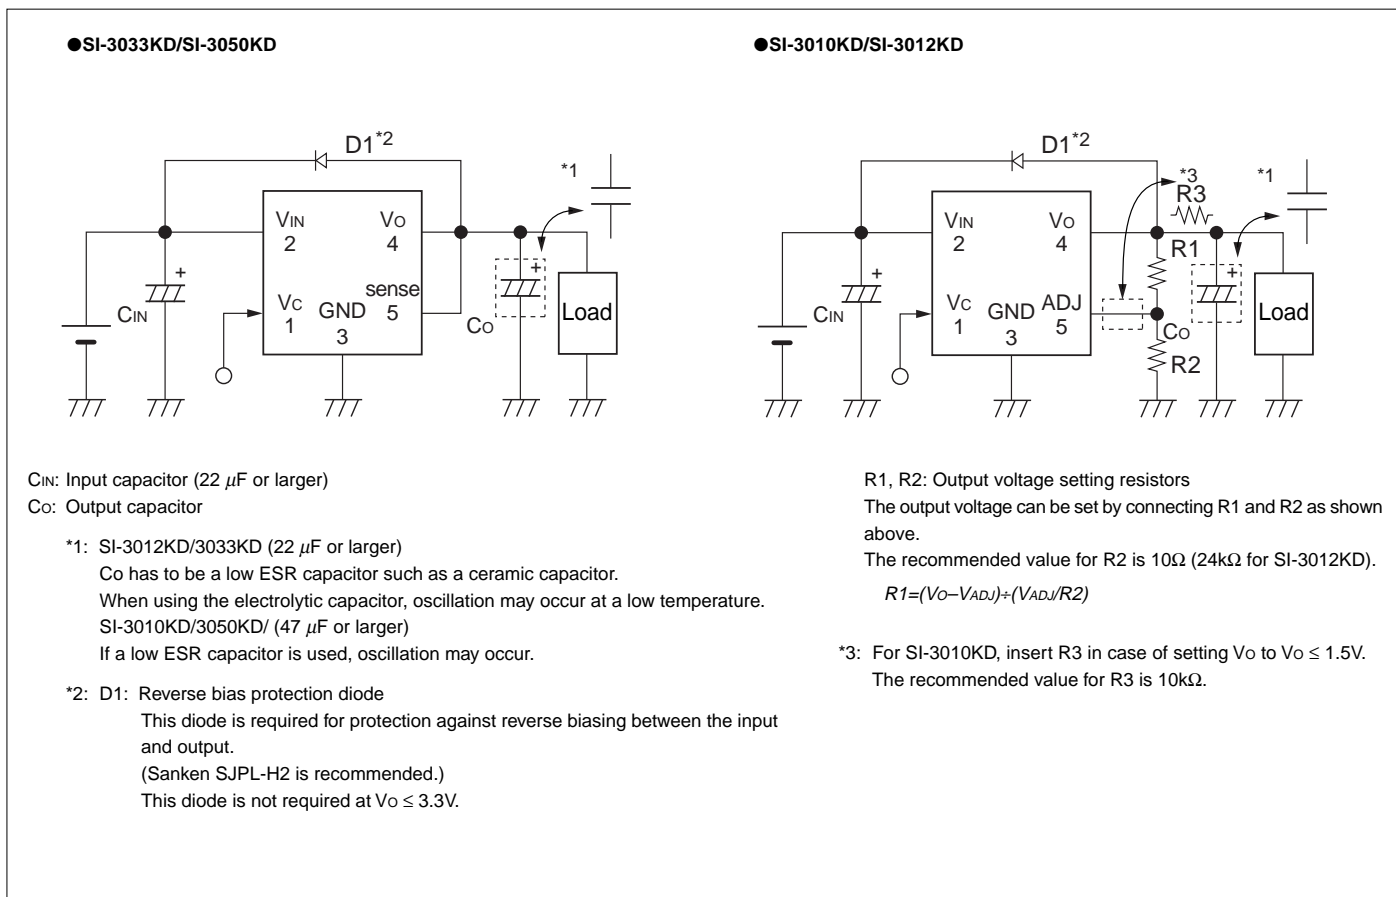 ●SI-3033KD/SI-3050KD
D1*2
*1
VIN
2
VO
4
VC
1
GND
3
sense
5
+
CIN
+
CO
Load
●SI-3010KD/SI-3012KD
D1*2
*3
R3
*1
VIN
2
VO
4
R1
VC
1
GND
3
ADJ
5
+
CIN
+
CO
R2
Load
CIN: Input capacitor (22 μF or larger)
CO: Output capacitor
*1: SI-3012KD/3033KD (22 μF or larger)
Co has to be a low ESR capacitor such as a ceramic capacitor.
When using the electrolytic capacitor, oscillation may occur at a low temperature.
SI-3010KD/3050KD/ (47 μF or larger)
If a low ESR capacitor is used, oscillation may occur.
*2: D1: Reverse bias protection diode
This diode is required for protection against reverse biasing between the input
and output.
(Sanken SJPL-H2 is recommended.)
This diode is not required at VO ≤ 3.3V.
R1, R2: Output voltage setting resistors
The output voltage can be set by connecting R1 and R2 as shown
above.
The recommended value for R2 is 10Ω (24kΩ for SI-3012KD).
R1=(VO–VADJ)÷(VADJ/R2)
*3: For SI-3010KD, insert R3 in case of setting VO to VO ≤ 1.5V.
The recommended value for R3 is 10kΩ.